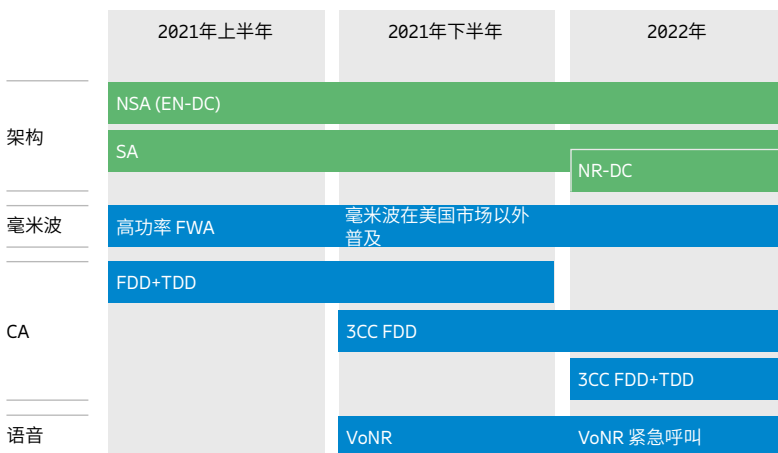 2021年上半年
2021年下半年
2022年
架构
NSA (EN-DC)
SA
NR-DC
毫米波
高功率 FWA
毫米波在美国市场以外
普及
CA
FDD+TDD
3CC FDD
3CC FDD+TDD
语音
VoNR
VoNR 紧急呼叫